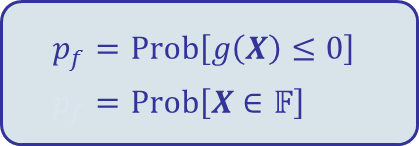 p_f = Prob[g(X) ≤ 0]
= Prob[X ∈ 𝔽]